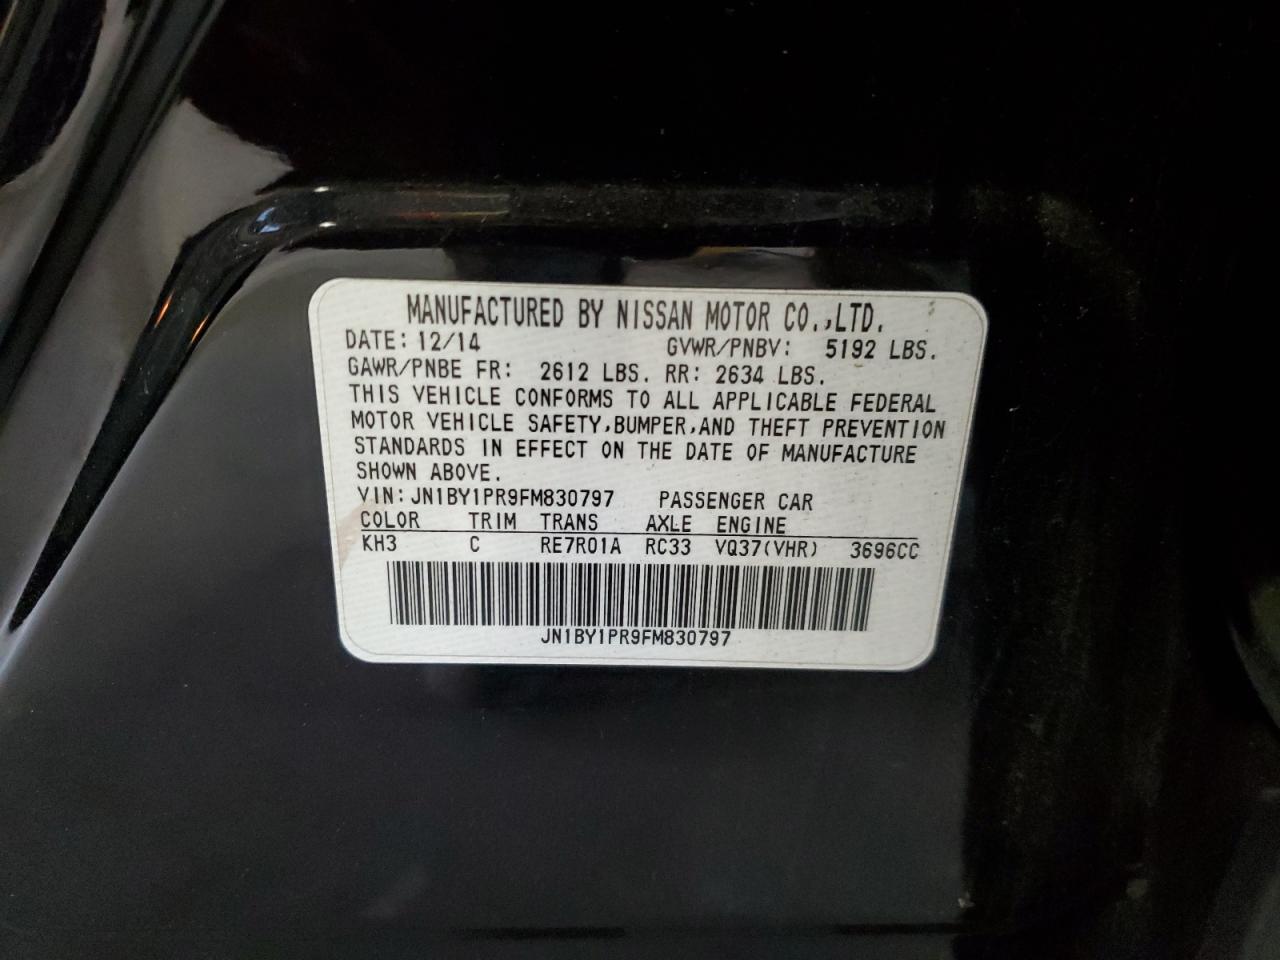 MANUFACTURED BY NISSAN MOTOR CO.,LTD.
DATE: 12/14 GVWR/PNBV: 5192 LBS.
GAWR/PNBE FR: 2612 LBS. RR: 2634 LBS.
THIS VEHICLE CONFORMS TO ALL APPLICABLE FEDERAL
MOTOR VEHICLE SAFETY,BUMPER,AND THEFT PREVENTION
STANDARDS IN EFFECT ON THE DATE OF MANUFACTURE
SHOWN ABOVE.
VIN: JN1BY1PR9FM830797 PASSENGER CAR
COLOR TRIM TRANS AXLE ENGINE
KH3 C RE7R01A RC33 VQ37(VHR) 3696CC
JN1BY1PR9FM830797